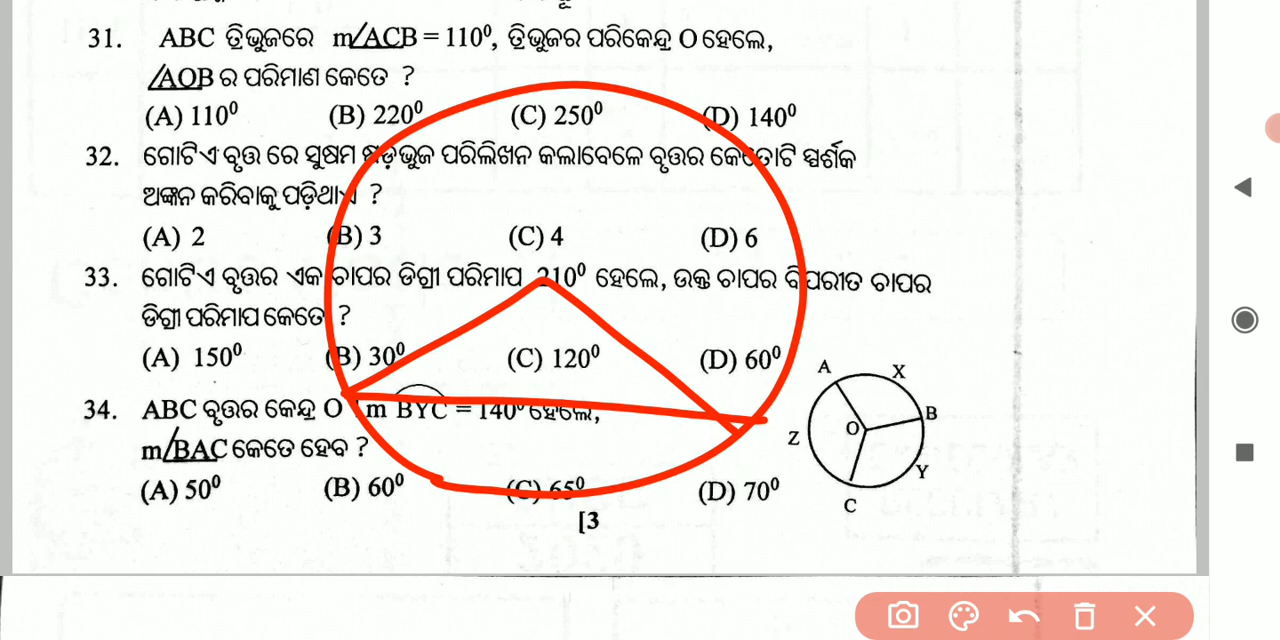 31. ABC ତ୍ରିଭୁଜରେ m∠ACB = 110⁰, ତ୍ରିଭୁଜର ପରିକେନ୍ଦ୍ର O ହେଲେ,
∠AOB ର ପରିମାଣ କେତେ ?
(A) 110⁰ (B) 220⁰ (C) 250⁰ (D) 140⁰
32. ଗୋଟିଏ ବୃତ୍ତ ରେ ସୁଷମ ଷଡ଼ଭୁଜ ପରିଲିଖନ କଲାବେଳେ ବୃତ୍ତର କେତୋଟି ସ୍ପର୍ଶକ
ଅଙ୍କନ କରିବାକୁ ପଡ଼ିଥାଏ ?
(A) 2 (B) 3 (C) 4 (D) 6
33. ଗୋଟିଏ ବୃତ୍ତର ଏକ ଚାପର ଡିଗ୍ରୀ ପରିମାପ 210⁰ ହେଲେ, ଉକ୍ତ ଚାପର ବିପରୀତ ଚାପର
ଡିଗ୍ରୀ ପରିମାପ କେତେ ?
(A) 150⁰ (B) 30⁰ (C) 120⁰ (D) 60⁰
34. ABC ବୃତ୍ତର କେନ୍ଦ୍ର O m BYC = 140⁰ ହେଲେ,
m∠BAC କେତେ ହେବ ?
(A) 50⁰ (B) 60⁰ (C) 65⁰ (D) 70⁰
A X
B
O
Z
Y
C
[3